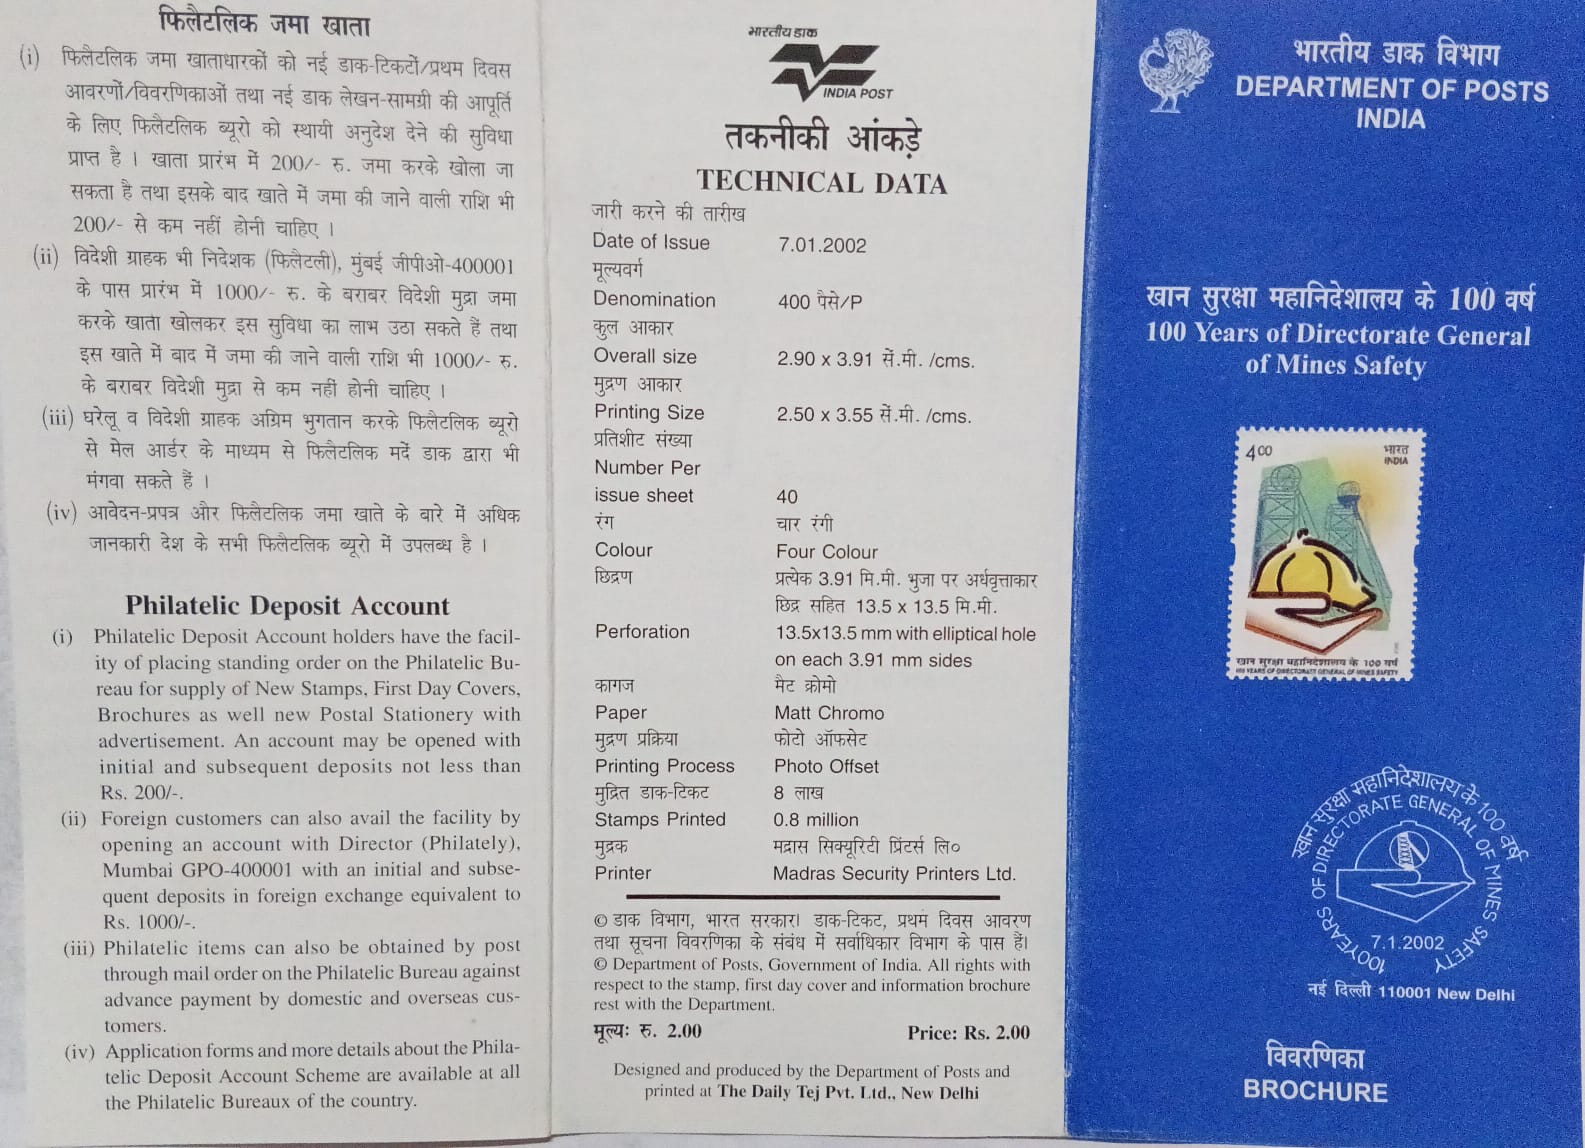 फिलैटलिक जमा खाता
(i) फिलैटलिक जमा खाताधारकों को नई डाक-टिकटों/प्रथम दिवस
आवरणों/विवरणिकाओं तथा नई डाक लेखन-सामग्री की आपूर्ति
के लिए फिलैटलिक ब्यूरो को स्थायी अनुदेश देने की सुविधा
प्राप्त है । खाता प्रारंभ में 200/- रु. जमा करके खोला जा
सकता है तथा इसके बाद खाते में जमा की जाने वाली राशि भी
200/- से कम नहीं होनी चाहिए ।
(ii) विदेशी ग्राहक भी निदेशक (फिलैटली), मुंबई जीपीओ-400001
के पास प्रारंभ में 1000/- रु. के बराबर विदेशी मुद्रा जमा
करके खाता खोलकर इस सुविधा का लाभ उठा सकते हैं तथा
इस खाते में बाद में जमा की जाने वाली राशि भी 1000/- रु.
के बराबर विदेशी मुद्रा से कम नहीं होनी चाहिए ।
(iii) घरेलू व विदेशी ग्राहक अग्रिम भुगतान करके फिलैटलिक ब्यूरो
से मेल आर्डर के माध्यम से फिलैटलिक मदें डाक द्वारा भी
मंगवा सकते हैं ।
(iv) आवेदन-प्रपत्र और फिलैटलिक जमा खाते के बारे में अधिक
जानकारी देश के सभी फिलैटलिक ब्यूरो में उपलब्ध है ।
Philatelic Deposit Account
(i) Philatelic Deposit Account holders have the facil-
ity of placing standing order on the Philatelic Bu-
reau for supply of New Stamps, First Day Covers,
Brochures as well new Postal Stationery with
advertisement. An account may be opened with
initial and subsequent deposits not less than
Rs. 200/-.
(ii) Foreign customers can also avail the facility by
opening an account with Director (Philately),
Mumbai GPO-400001 with an initial and subse-
quent deposits in foreign exchange equivalent to
Rs. 1000/-.
(iii) Philatelic items can also be obtained by post
through mail order on the Philatelic Bureau against
advance payment by domestic and overseas cus-
tomers.
(iv) Application forms and more details about the Phila-
telic Deposit Account Scheme are available at all
the Philatelic Bureaux of the country.
भारतीय डाक
INDIA POST
तकनीकी आंकड़े
TECHNICAL DATA
जारी करने की तारीख
Date of Issue 7.01.2002
मूल्यवर्ग
Denomination 400 पैसे/P
कुल आकार
Overall size 2.90 x 3.91 सें.मी. /cms.
मुद्रण आकार
Printing Size 2.50 x 3.55 सें.मी. /cms.
प्रतिशीट संख्या
Number Per
issue sheet 40
रंग चार रंगी
Colour Four Colour
छिद्रण प्रत्येक 3.91 मि.मी. भुजा पर अर्धवृत्ताकार
छिद्र सहित 13.5 x 13.5 मि.मी.
Perforation 13.5x13.5 mm with elliptical hole
on each 3.91 mm sides
कागज मैट क्रोमो
Paper Matt Chromo
मुद्रण प्रक्रिया फोटो ऑफसेट
Printing Process Photo Offset
मुद्रित डाक-टिकट 8 लाख
Stamps Printed 0.8 million
मुद्रक मद्रास सिक्यूरिटी प्रिंटर्स लि०
Printer Madras Security Printers Ltd.
© डाक विभाग, भारत सरकार। डाक-टिकट, प्रथम दिवस आवरण
तथा सूचना विवरणिका के संबंध में सर्वाधिकार विभाग के पास हैं।
© Department of Posts, Government of India. All rights with
respect to the stamp, first day cover and information brochure
rest with the Department.
मूल्यः रु. 2.00 Price: Rs. 2.00
Designed and produced by the Department of Posts and
printed at The Daily Tej Pvt. Ltd., New Delhi
भारतीय डाक विभाग
DEPARTMENT OF POSTS
INDIA
खान सुरक्षा महानिदेशालय के 100 वर्ष
100 Years of Directorate General
of Mines Safety
400 भारत
INDIA
खान सुरक्षा महानिदेशालय के 100 वर्ष
100 YEARS OF DIRECTORATE GENERAL OF MINES SAFETY
खान सुरक्षा महानिदेशालय के 100 वर्ष
100 YEARS OF DIRECTORATE GENERAL OF MINES SAFETY
7.1.2002
नई दिल्ली 110001 New Delhi
विवरणिका
BROCHURE